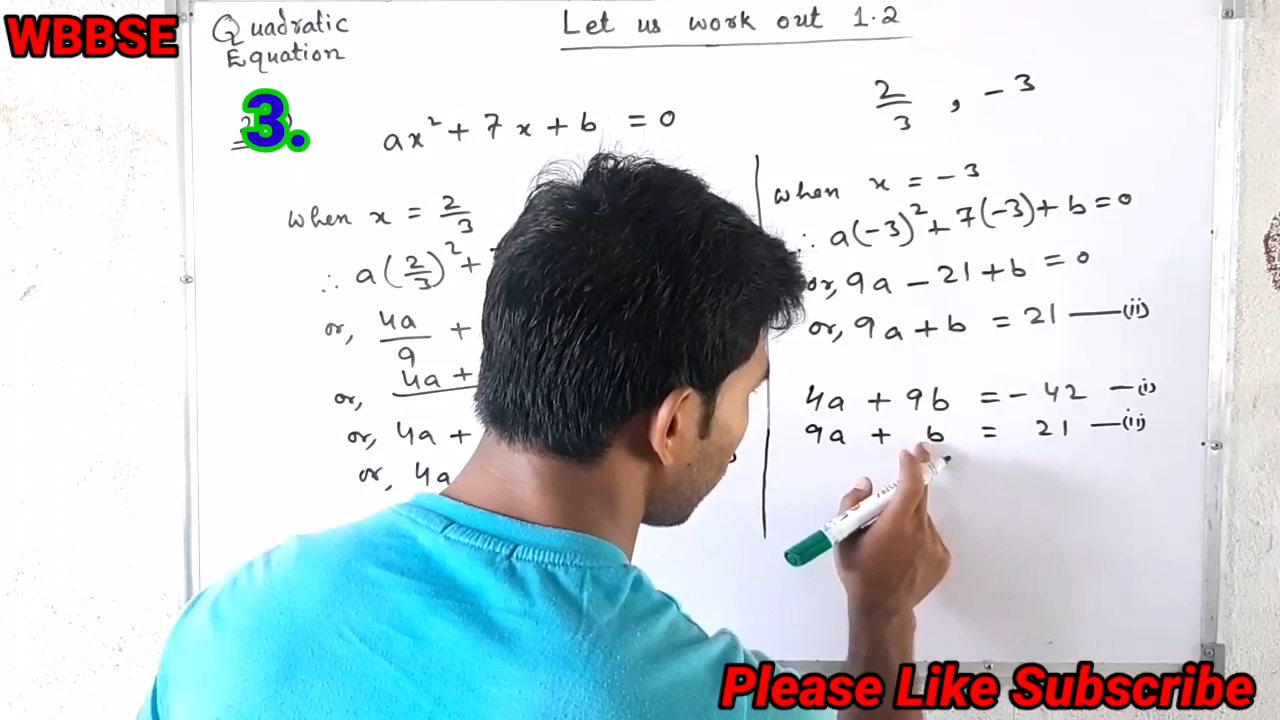 WBBSE
Quadratic
Equation
Let us work out 1.2
3.
ax² + 7x + b = 0
2/3 , -3
when x = 2/3
∴ a(2/3)² +
or, 4a/9 +
or, 4a +
or, 4a +
or, 4a
when x = -3
∴ a(-3)² + 7(-3) + b = 0
or, 9a - 21 + b = 0
or, 9a + b = 21 —(ii)
4a + 9b = - 42 —(i)
9a + b = 21 —(ii)
Please Like Subscribe